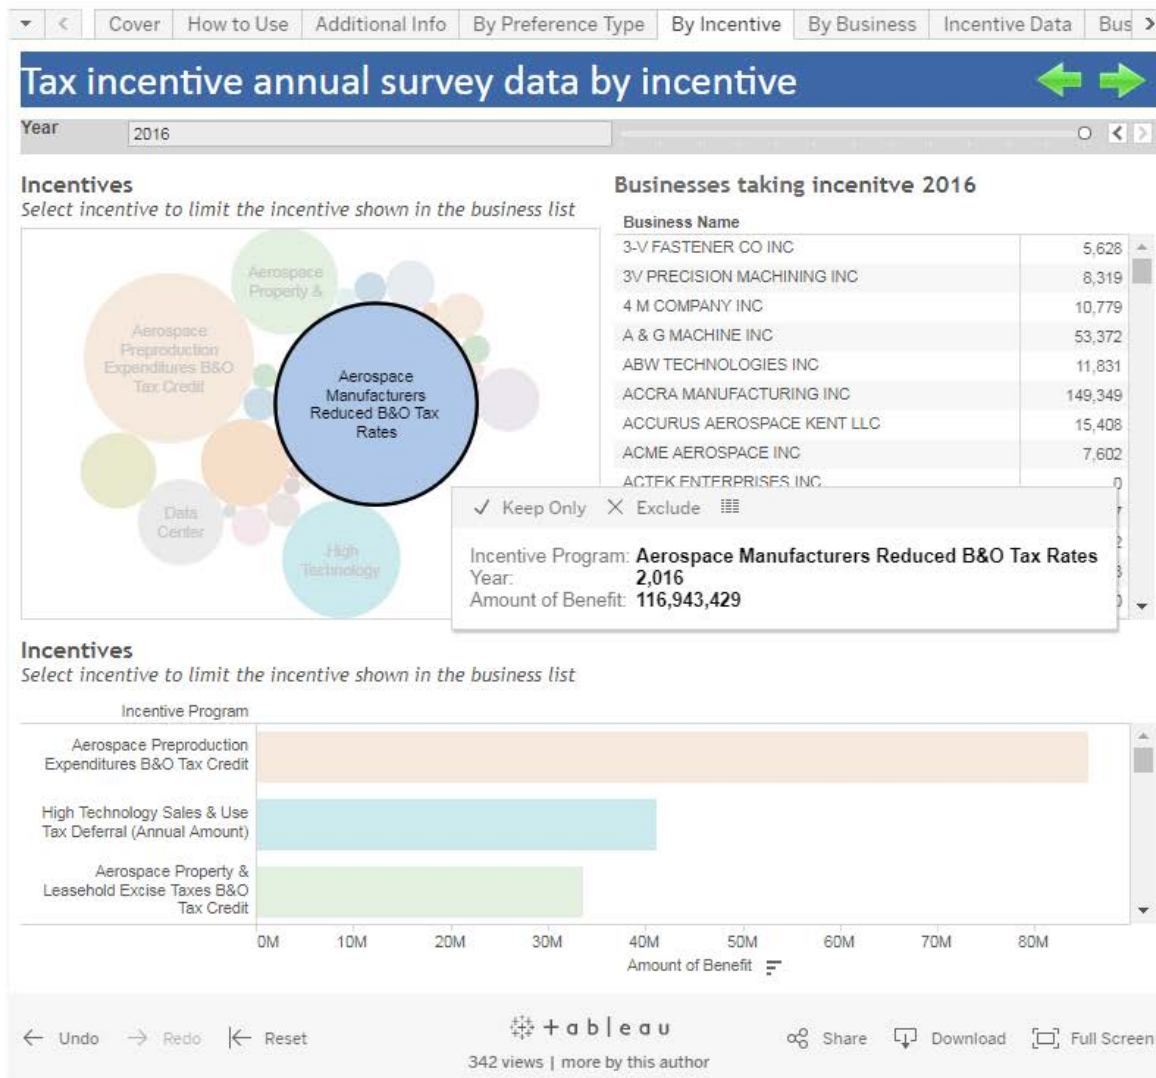 Cover How to Use Additional Info By Preference Type By Incentive By Business Incentive Data Bus
Tax incentive annual survey data by incentive
Year
2016
Incentives
Select incentive to limit the incentive shown in the business list
Aerospace
Property &
Aerospace
Preproduction
Expenditures B&O
Tax Credit
Aerospace
Manufacturers
Reduced B&O Tax
Rates
Data
Center
High
Technology
Businesses taking incenitve 2016
Business Name
3-V FASTENER CO INC 5,628
3V PRECISION MACHINING INC 8,319
4 M COMPANY INC 10,779
A & G MACHINE INC 53,372
ABW TECHNOLOGIES INC 11,831
ACCRA MANUFACTURING INC 149,349
ACCURUS AEROSPACE KENT LLC 15,408
ACME AEROSPACE INC 7,602
ACTEK ENTERPRISES INC 0
Keep Only Exclude
Incentive Program: Aerospace Manufacturers Reduced B&O Tax Rates
Year: 2,016
Amount of Benefit: 116,943,429
Incentives
Select incentive to limit the incentive shown in the business list
Incentive Program
Aerospace Preproduction
Expenditures B&O Tax Credit
High Technology Sales & Use
Tax Deferral (Annual Amount)
Aerospace Property &
Leasehold Excise Taxes B&O
Tax Credit
0M 10M 20M 30M 40M 50M 60M 70M 80M
Amount of Benefit
Undo Redo Reset
+ableau
342 views | more by this author
Share Download Full Screen